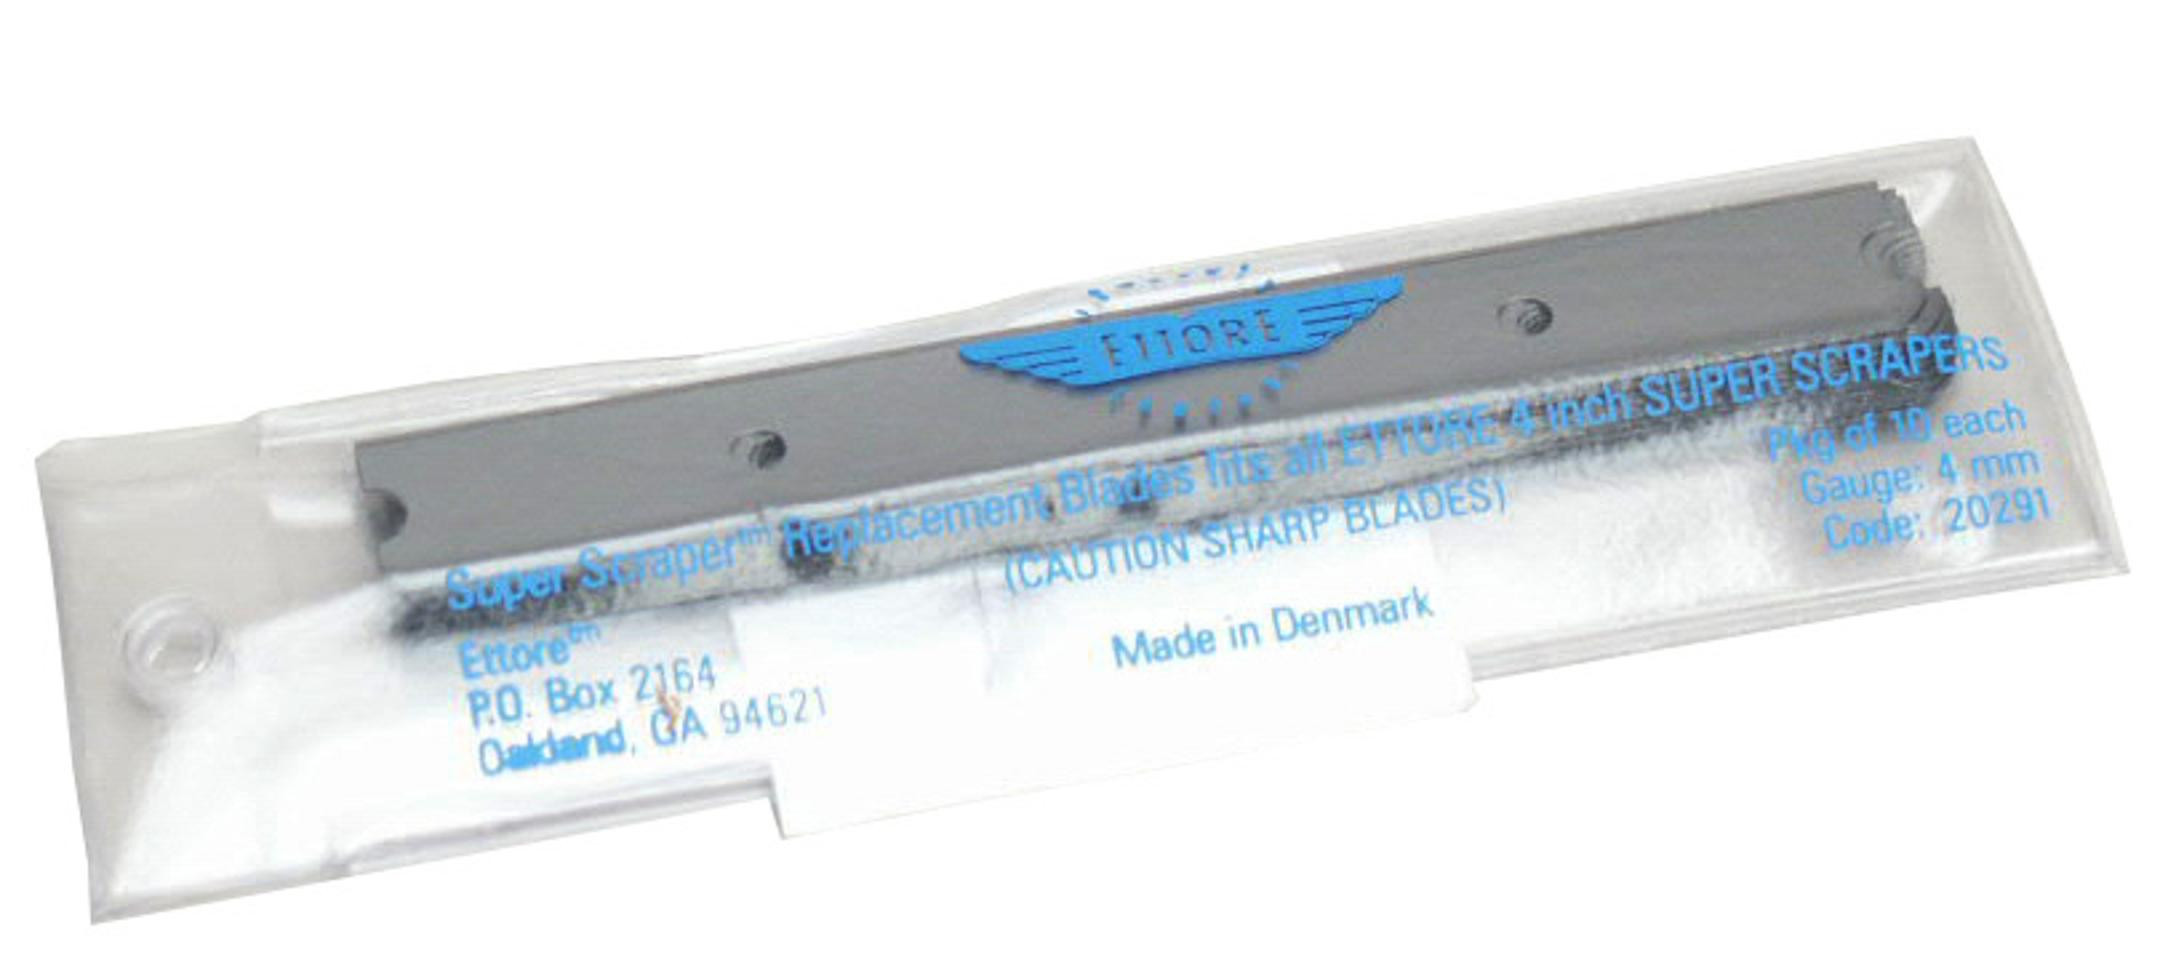 ETTORE
Super Scraper™ Replacement Blades fits all ETTORE 4 inch SUPER SCRAPERS
(CAUTION SHARP BLADES)
Pkg of 10 each
Gauge: 4 mm
Code: 20291
Made in Denmark
Ettore™
P.O. Box 2164
Oakland, CA 94621